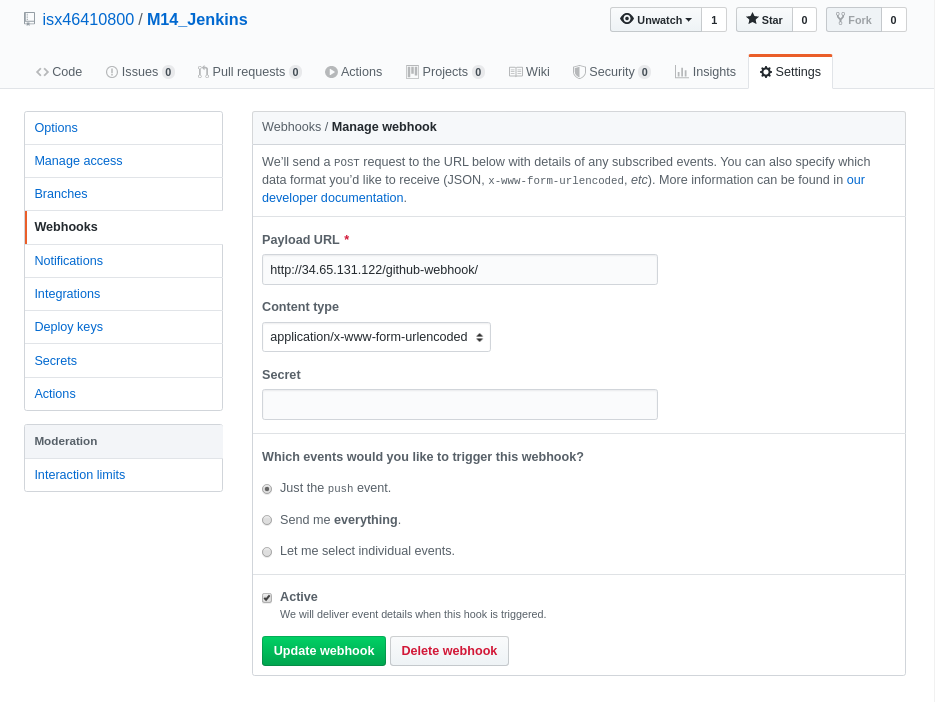 isx46410800 / M14_Jenkins
Unwatch 1 Star 0 Fork 0
Code Issues 0 Pull requests 0 Actions Projects 0 Wiki Security 0 Insights Settings
Options
Manage access
Branches
Webhooks
Notifications
Integrations
Deploy keys
Secrets
Actions
Moderation
Interaction limits
Webhooks / Manage webhook
We'll send a POST request to the URL below with details of any subscribed events. You can also specify which
data format you'd like to receive (JSON, x-www-form-urlencoded, etc). More information can be found in our
developer documentation.
Payload URL *
http://34.65.131.122/github-webhook/
Content type
application/x-www-form-urlencoded
Secret
Which events would you like to trigger this webhook?
Just the push event.
Send me everything.
Let me select individual events.
Active
We will deliver event details when this hook is triggered.
Update webhook Delete webhook